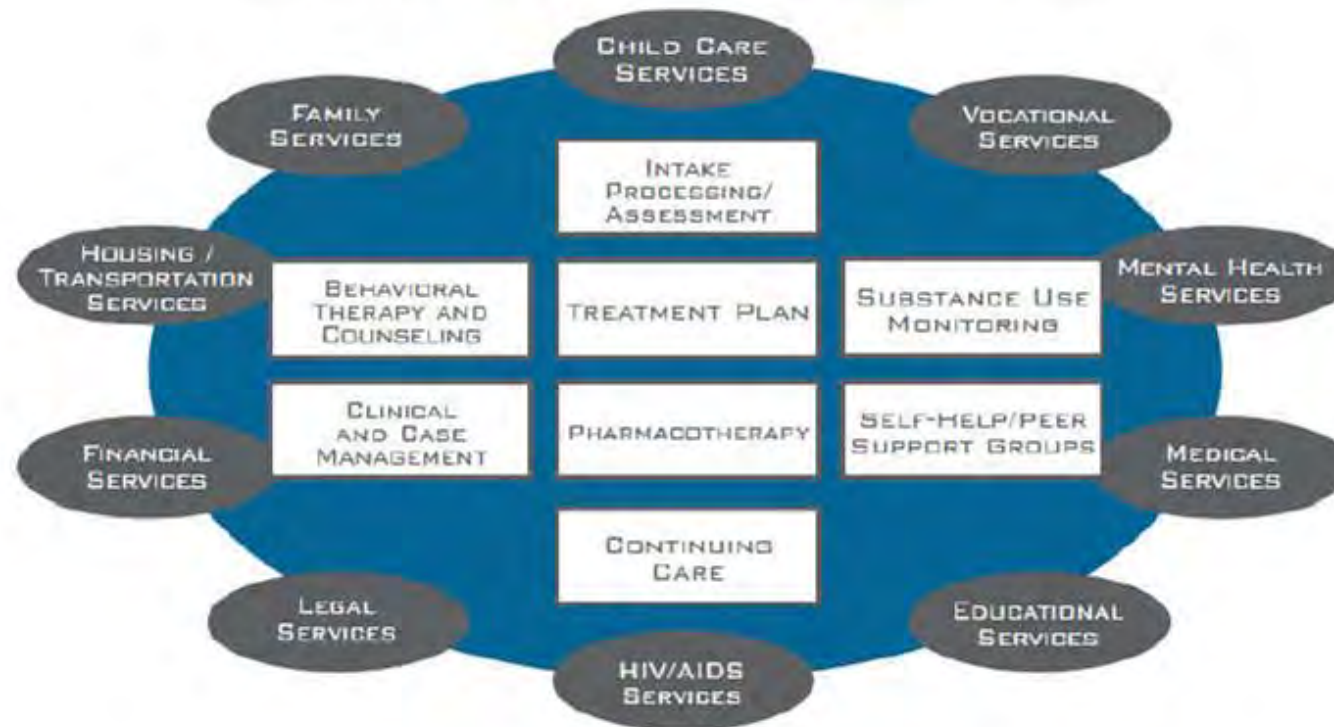 CHILD CARE
SERVICES
FAMILY
SERVICES
VOCATIONAL
SERVICES
INTAKE
PROCESSING/
ASSESSMENT
HOUSING /
TRANSPORTATION
SERVICES
BEHAVIORAL
THERAPY AND
COUNSELING
TREATMENT PLAN
SUBSTANCE USE
MONITORING
MENTAL HEALTH
SERVICES
CLINICAL
AND CASE
MANAGEMENT
PHARMACOTHERAPY
SELF-HELP/PEER
SUPPORT GROUPS
FINANCIAL
SERVICES
MEDICAL
SERVICES
CONTINUING
CARE
LEGAL
SERVICES
EDUCATIONAL
SERVICES
HIV/AIDS
SERVICES